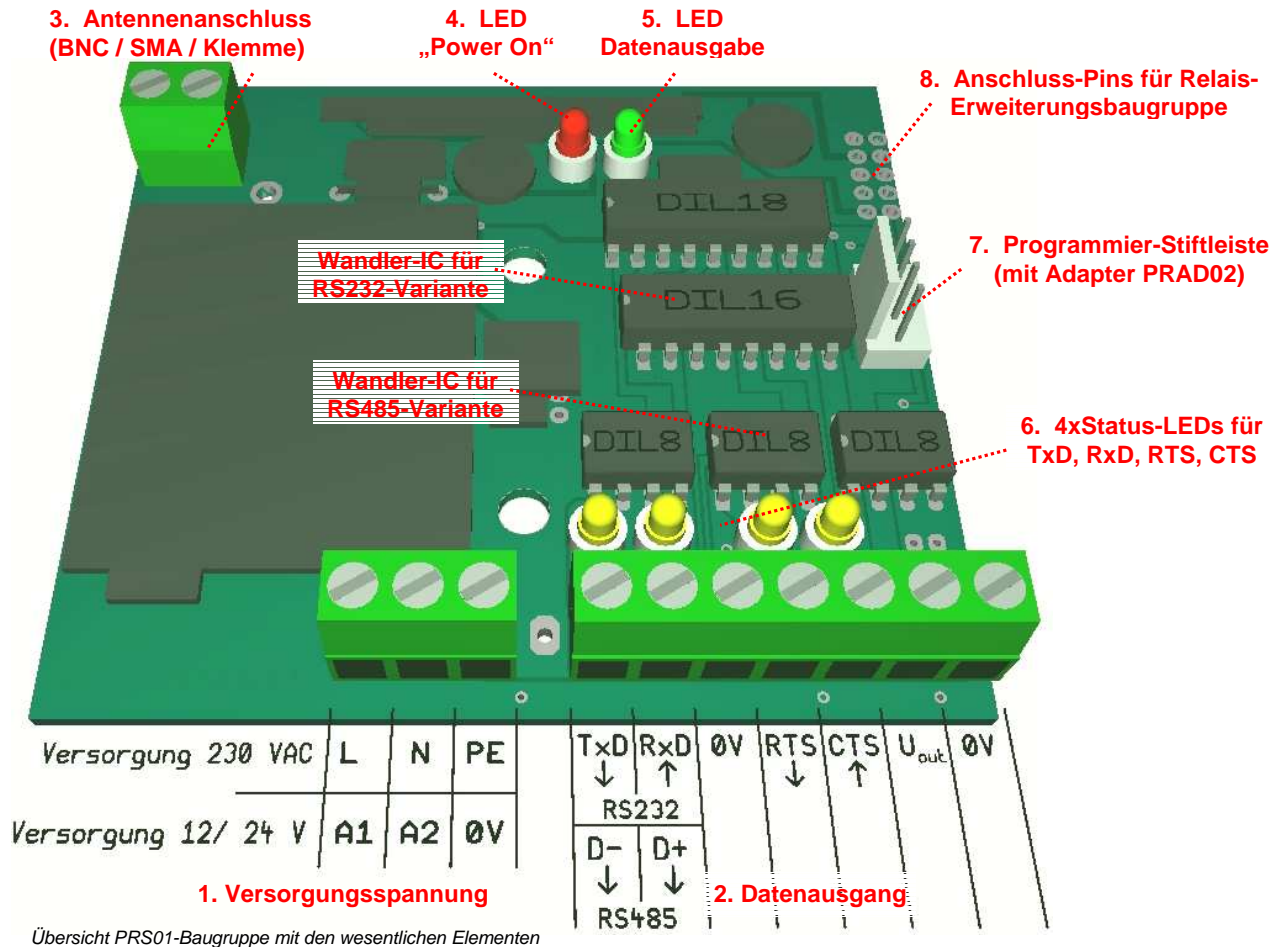 3. Antennenanschluss
(BNC / SMA / Klemme)
4. LED
„Power On“
5. LED
Datenausgabe
8. Anschluss-Pins für Relais-
Erweiterungsbaugruppe
DIL18
Wandler-IC für
RS232-Variante
DIL16
7. Programmier-Stiftleiste
(mit Adapter PRAD02)
Wandler-IC für
RS485-Variante
DIL8
DIL8
DIL8
6. 4xStatus-LEDs für
TxD, RxD, RTS, CTS
Versorgung 230 VAC L N PE
TxD RxD 0V RTS CTS Uout 0V
↓ ↑ ↓ ↑
RS232
Versorgung 12/ 24 V A1 A2 0V
D- D+
↓ ↓
RS485
1. Versorgungsspannung
2. Datenausgang
Übersicht PRS01-Baugruppe mit den wesentlichen Elementen